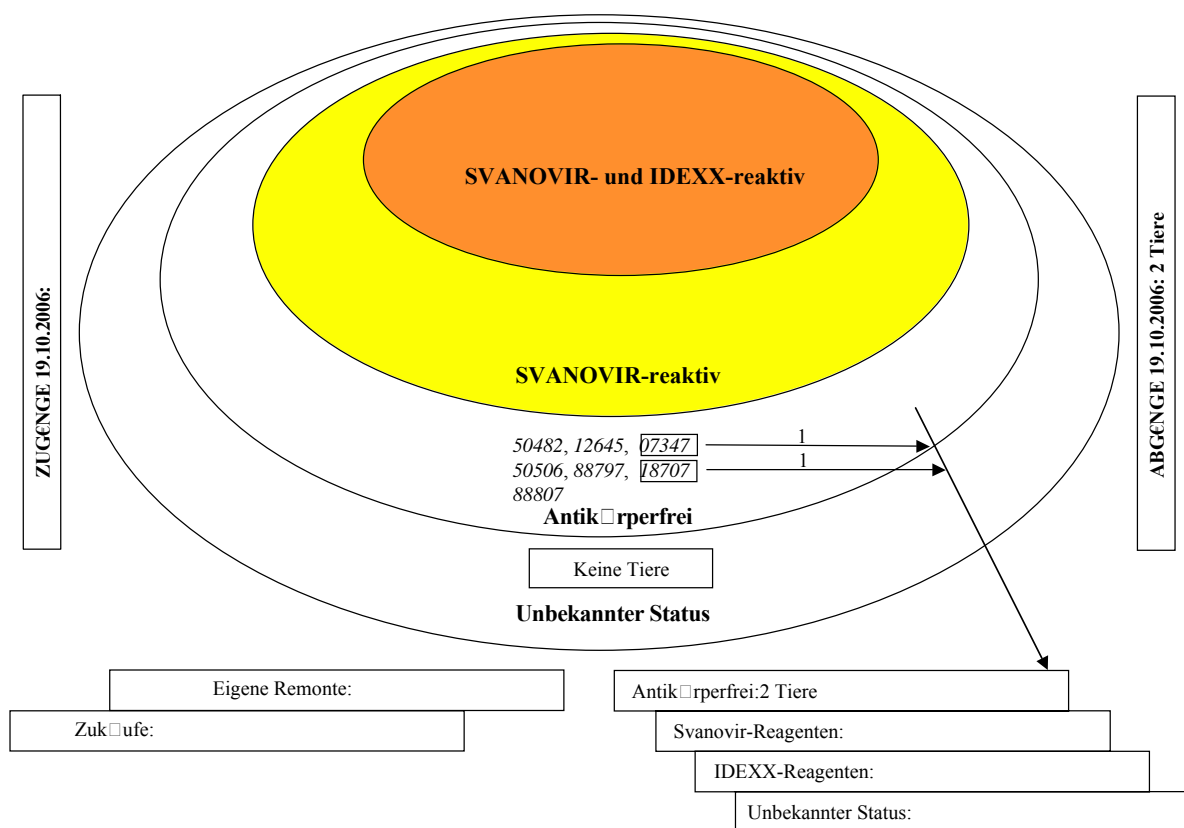 SVANOVIR- und IDEXX-reaktiv
ZUG€NGE 19.10.2006:
ABG€NGE 19.10.2006: 2 Tiere
SVANOVIR-reaktiv
50482, 12645, 07347
1
50506, 88797, 18707
1
88807
Antik□rperfrei
Keine Tiere
Unbekannter Status
Eigene Remonte:
Zuk□ufe:
Antik□rperfrei:2 Tiere
Svanovir-Reagenten:
IDEXX-Reagenten:
Unbekannter Status: